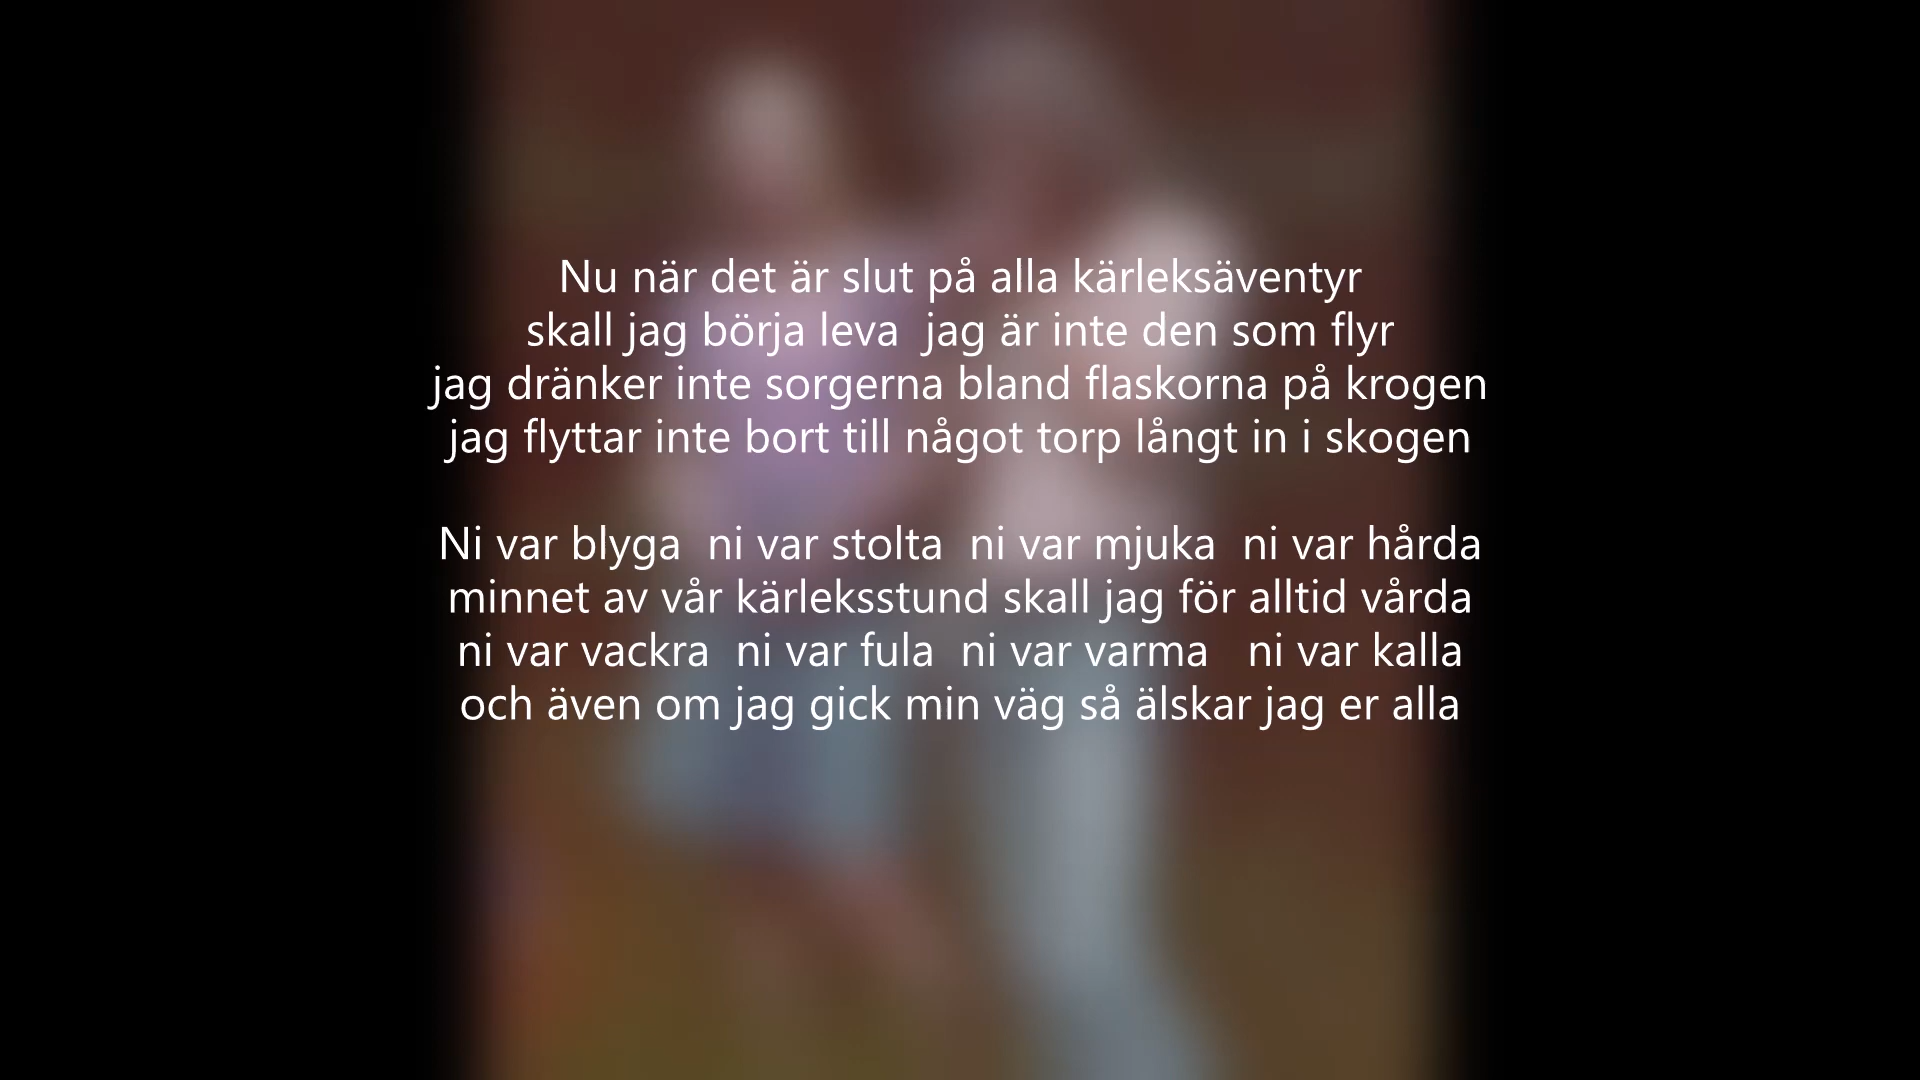 Nu när det är slut på alla kärleksäventyr
skall jag börja leva  jag är inte den som flyr
jag dränker inte sorgerna bland flaskorna på krogen
jag flyttar inte bort till något torp långt in i skogen

Ni var blyga  ni var stolta  ni var mjuka  ni var hårda
minnet av vår kärleksstund skall jag för alltid vårda
ni var vackra  ni var fula  ni var varma   ni var kalla
och även om jag gick min väg så älskar jag er alla